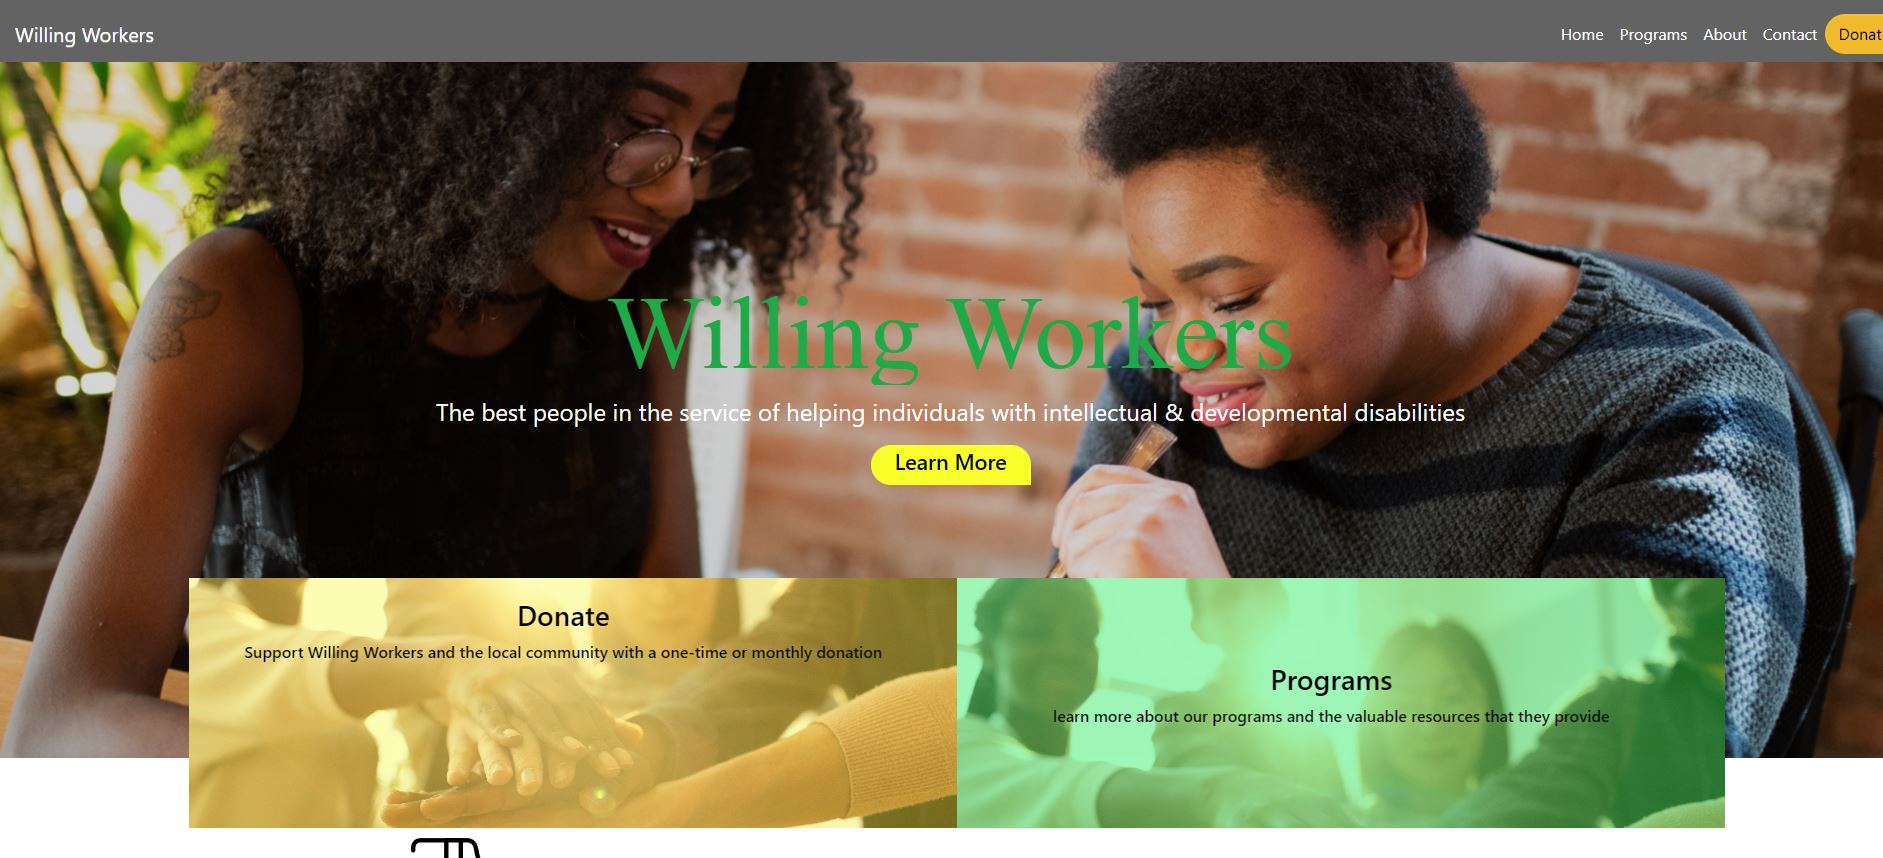 Willing Workers
Home Programs About Contact Donat
Willing Workers
The best people in the service of helping individuals with intellectual & developmental disabilities
Learn More
Donate
Support Willing Workers and the local community with a one-time or monthly donation
Programs
learn more about our programs and the valuable resources that they provide